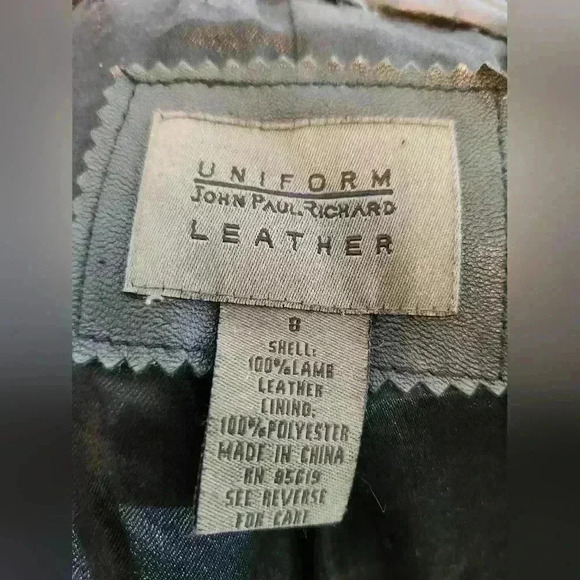 UNIFORM
JOHN PAUL RICHARD
LEATHER
8
SHELL:
100%LAMB
LEATHER
LINING:
100%POLYESTER
MADE IN CHINA
RN 85619
SEE REVERSE
FOR CARE